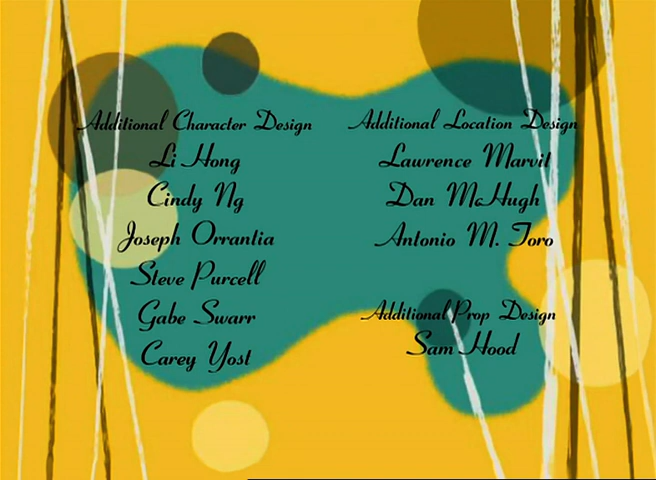 Additional Character Design
Li Hong
Cindy Ng
Joseph Orrantia
Steve Purcell
Gabe Swarr
Carey Yost
Additional Location Design
Lawrence Marvit
Dan McHugh
Antonio M. Toro
Additional Prop Design
Sam Hood